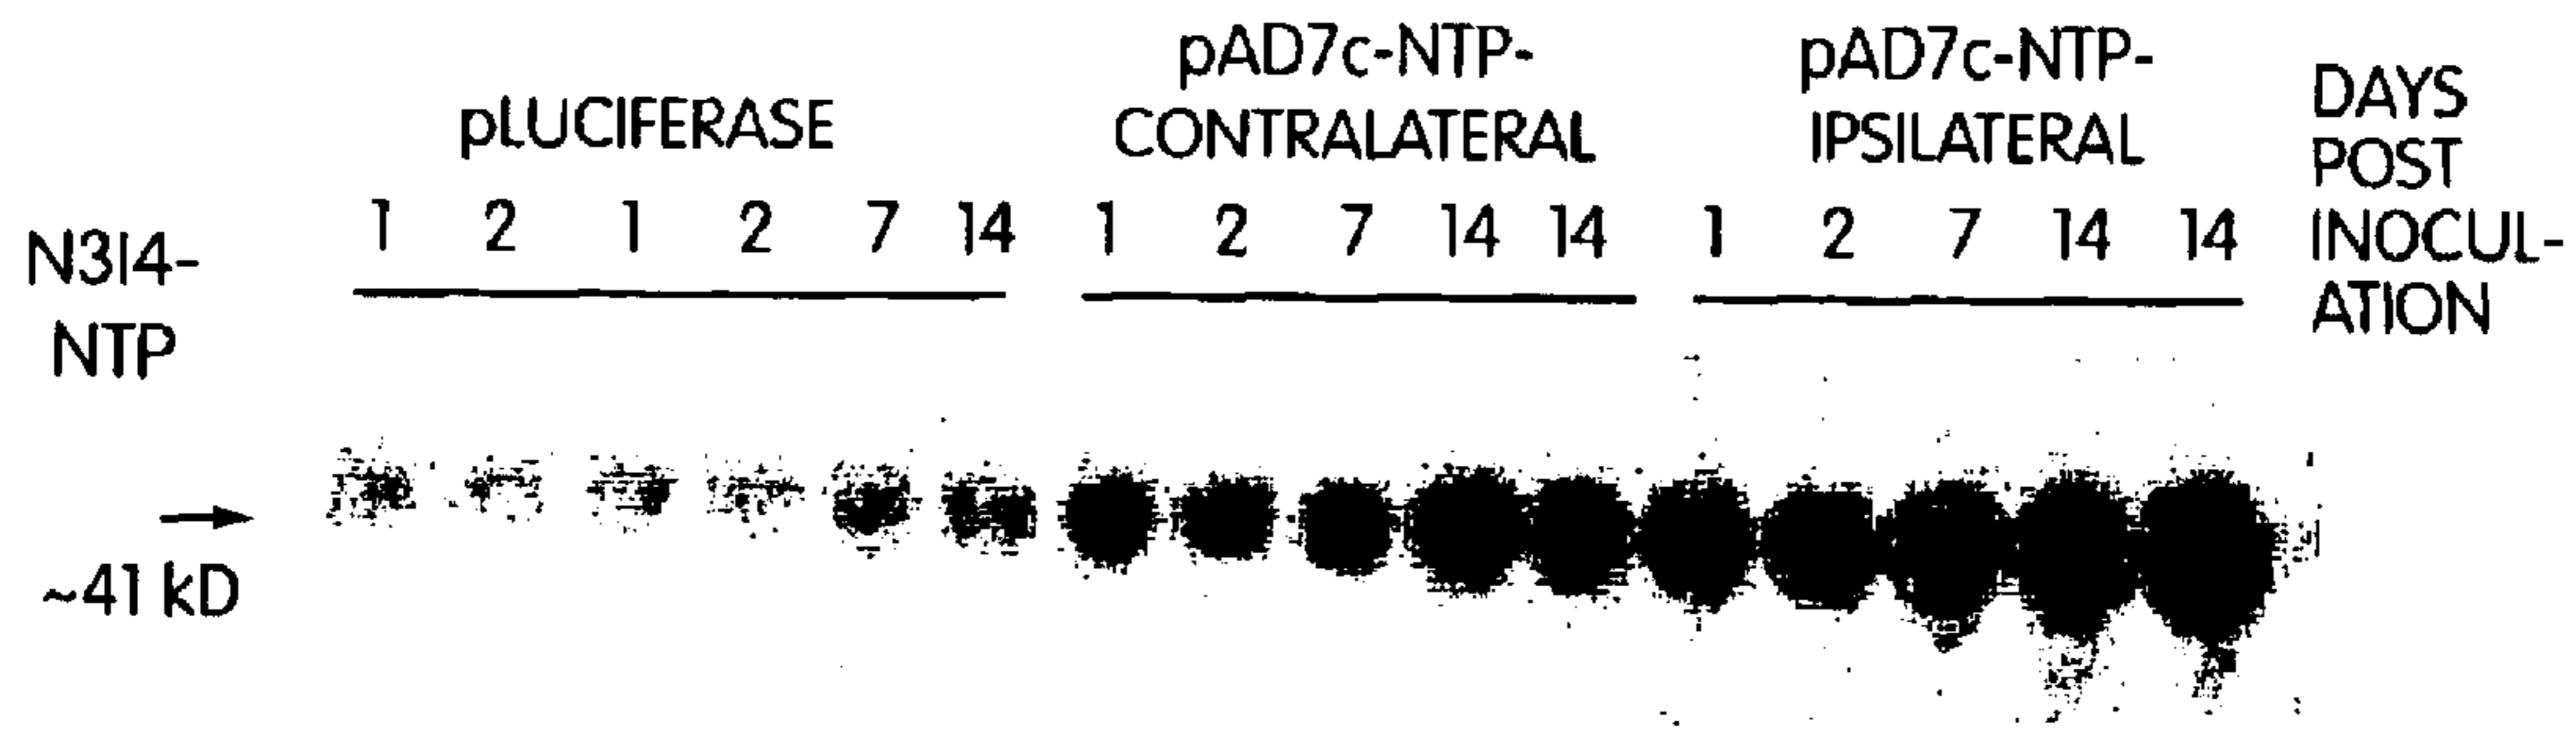 pLUCIFERASE
pAD7c-NTP-
CONTRALATERAL
pAD7c-NTP-
IPSILATERAL
DAYS
POST
INOCUL-
ATION
1 2 1 2 7 14 1 2 7 14 14 1 2 7 14 14
N3I4-
NTP
~41 kD